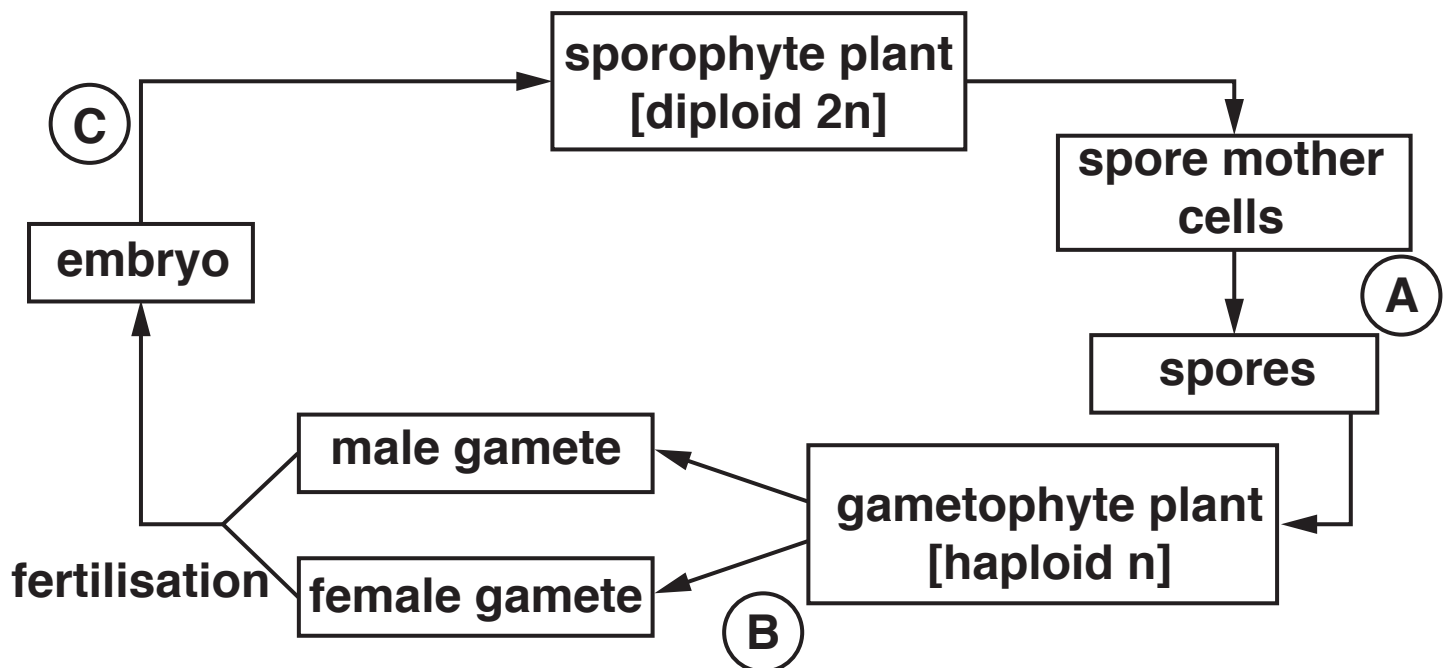 sporophyte plant
[diploid 2n]
C
spore mother
cells
embryo
A
spores
male gamete
gametophyte plant
[haploid n]
fertilisation
female gamete
B